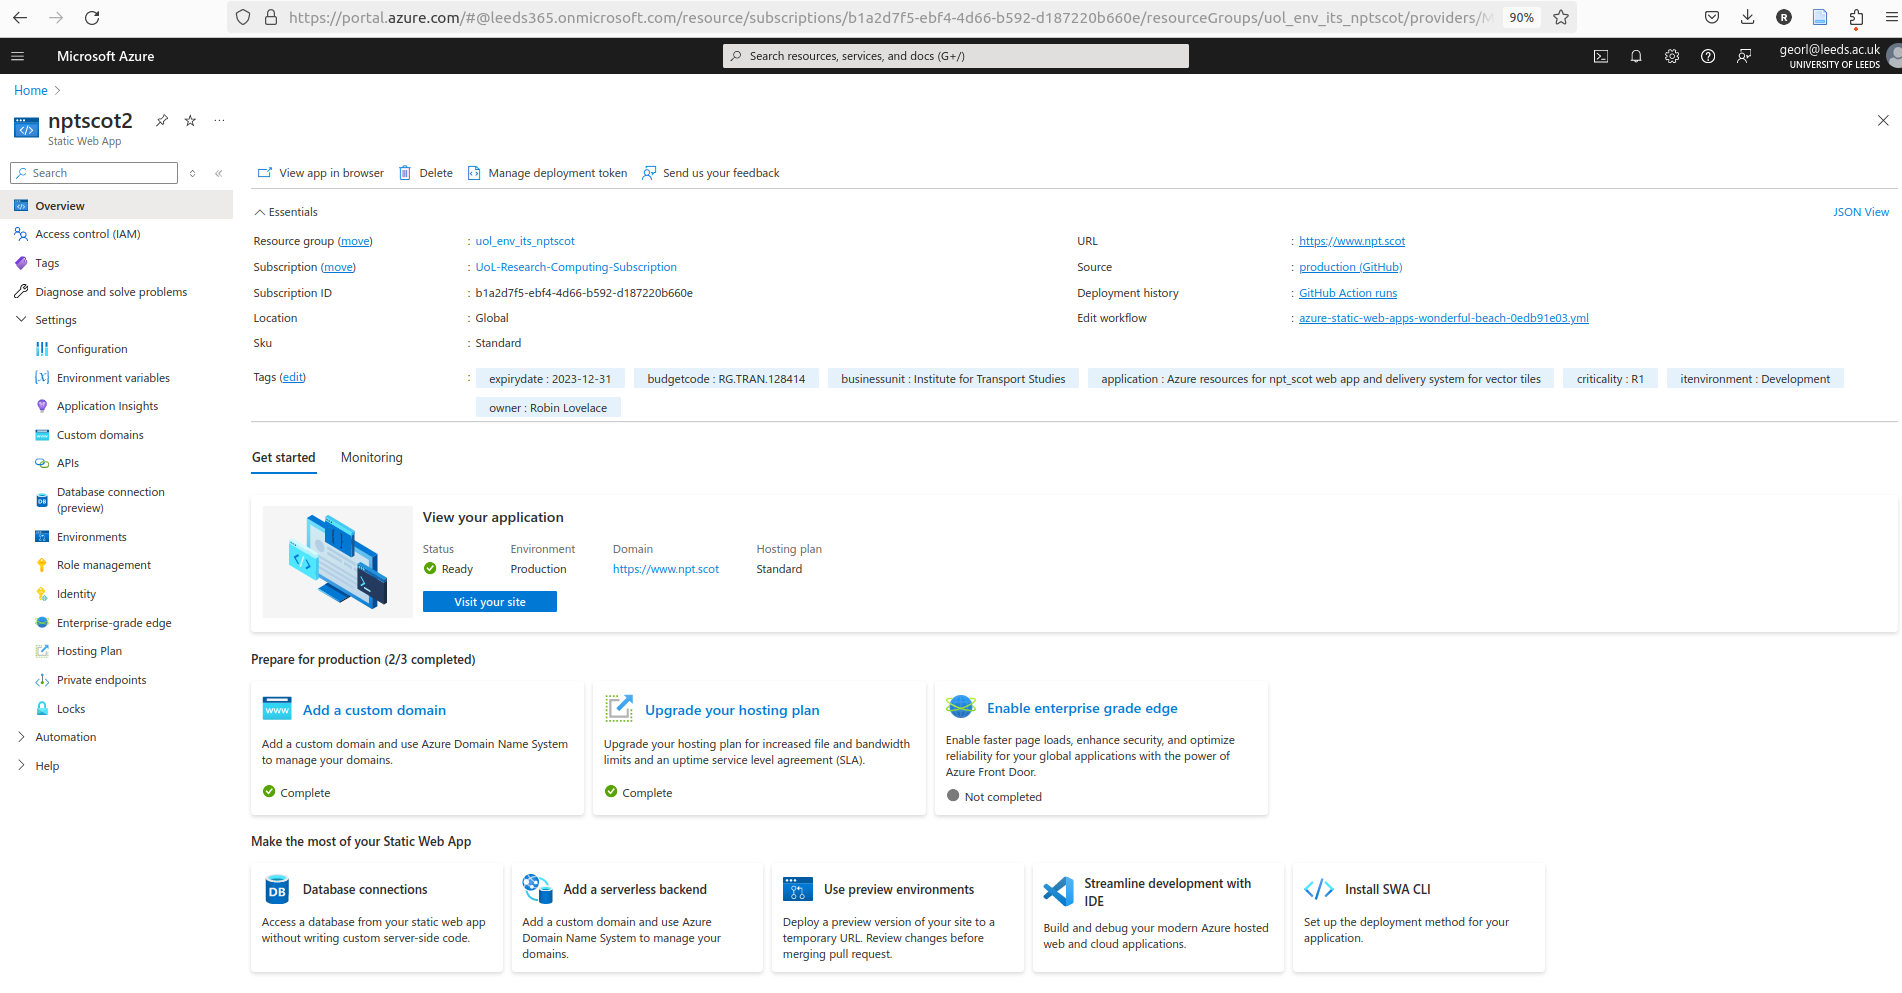 https://portal.azure.com/#@leeds365.onmicrosoft.com/resource/subscriptions/b1a2d7f5-ebf4-4d66-b592-d187220b660e/resourceGroups/uol_env_its_nptscot/providers/M 90%
R
Microsoft Azure
Search resources, services, and docs (G+/)
georl@leeds.ac.uk
UNIVERSITY OF LEEDS
Home
nptscot2
Static Web App
Search
Overview
Access control (IAM)
Tags
Diagnose and solve problems
Settings
Configuration
Environment variables
Application Insights
Custom domains
APIs
Database connection
(preview)
Environments
Role management
Identity
Enterprise-grade edge
Hosting Plan
Private endpoints
Locks
Automation
Help
View app in browser Delete Manage deployment token Send us your feedback
Essentials
JSON View
Resource group (move) : uol_env_its_nptscot
Subscription (move) : UoL-Research-Computing-Subscription
Subscription ID : b1a2d7f5-ebf4-4d66-b592-d187220b660e
Location : Global
Sku : Standard
URL : https://www.npt.scot
Source : production (GitHub)
Deployment history : GitHub Action runs
Edit workflow : azure-static-web-apps-wonderful-beach-0edb91e03.yml
Tags (edit) : expirydate : 2023-12-31 budgetcode : RG.TRAN.128414 businessunit : Institute for Transport Studies application : Azure resources for npt_scot web app and delivery system for vector tiles criticality : R1 itenvironment : Development
owner : Robin Lovelace
Get started Monitoring
View your application
Status Environment Domain Hosting plan
Ready Production https://www.npt.scot Standard
Visit your site
Prepare for production (2/3 completed)
www
Add a custom domain
Add a custom domain and use Azure Domain Name System
to manage your domains.
Complete
Upgrade your hosting plan
Upgrade your hosting plan for increased file and bandwidth
limits and an uptime service level agreement (SLA).
Complete
Enable enterprise grade edge
Enable faster page loads, enhance security, and optimize
reliability for your global applications with the power of
Azure Front Door.
Not completed
Make the most of your Static Web App
DB
Database connections
Access a database from your static web app
without writing custom server-side code.
Add a serverless backend
Add a custom domain and use Azure
Domain Name System to manage your
domains.
Use preview environments
Deploy a preview version of your site to a
temporary URL. Review changes before
merging pull request.
Streamline development with
IDE
Build and debug your modern Azure hosted
web and cloud applications.
Install SWA CLI
Set up the deployment method for your
application.